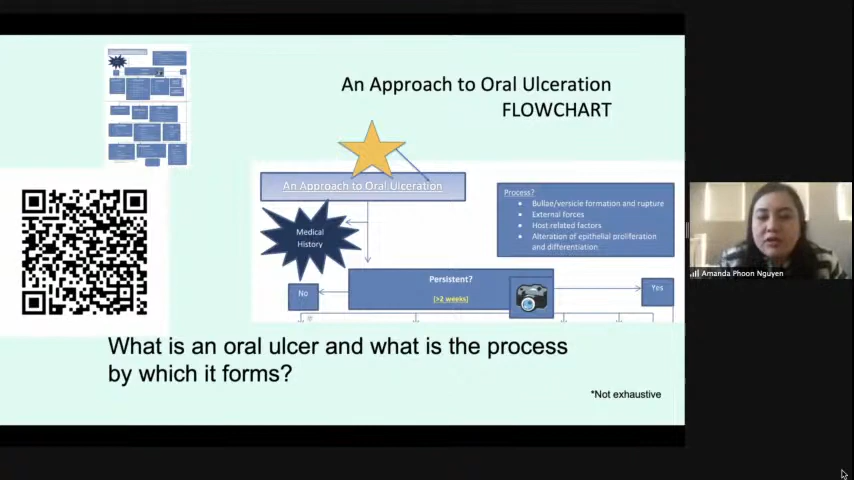 An Approach to Oral Ulceration
FLOWCHART
An Approach to Oral Ulceration
Process?
Bullae/versicle formation and rupture
External forces
Host related factors
Alteration of epithelial proliferation
and differentiation
Medical
History
Persistent?
(>2 weeks)
No
Yes
What is an oral ulcer and what is the process
by which it forms?
*Not exhaustive
Amanda Phoon Nguyen